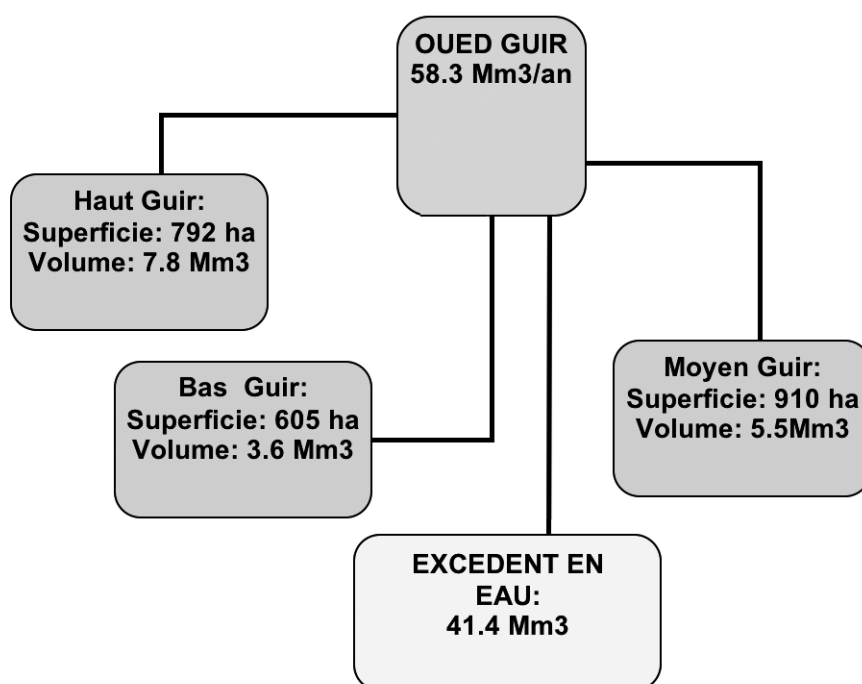 OUED GUIR
58.3 Mm3/an
Haut Guir:
Superficie: 792 ha
Volume: 7.8 Mm3
Bas Guir:
Superficie: 605 ha
Volume: 3.6 Mm3
Moyen Guir:
Superficie: 910 ha
Volume: 5.5Mm3
EXCEDENT EN
EAU:
41.4 Mm3